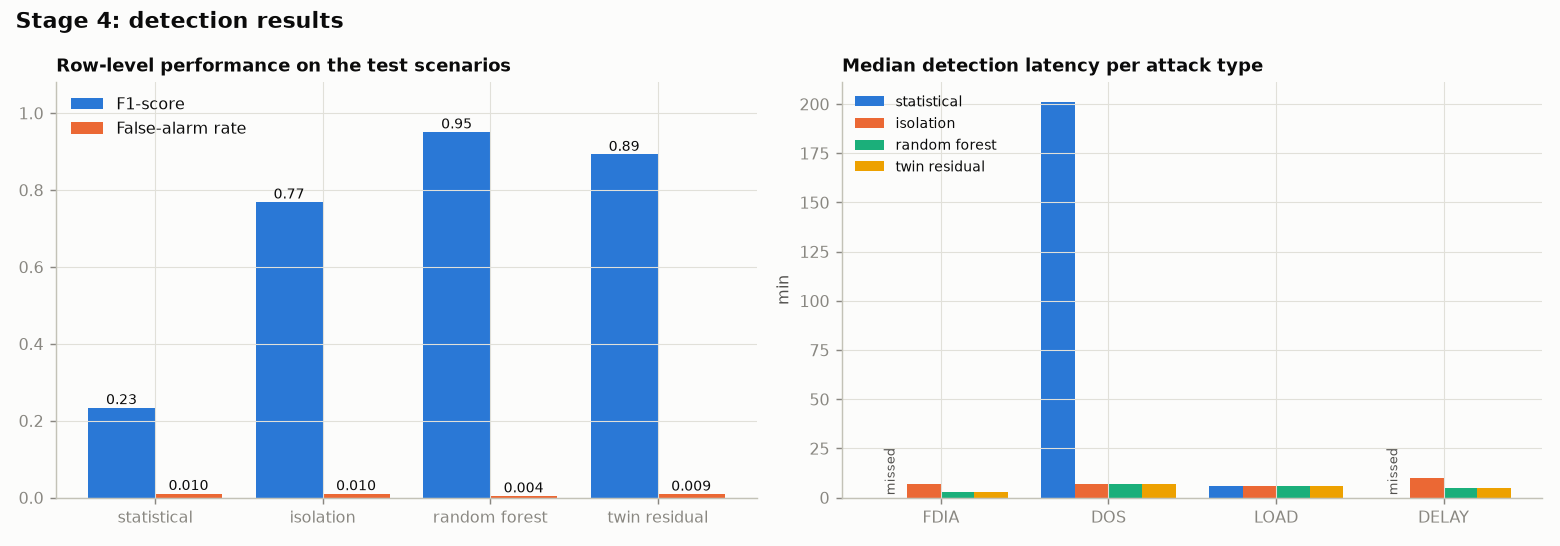 Stage 4: detection results
Row-level performance on the test scenarios
F1-score
False-alarm rate
1.0
0.8
0.6
0.4
0.2
0.0
0.23
0.010
0.77
0.010
0.95
0.004
0.89
0.009
statistical
isolation
random forest
twin residual
Median detection latency per attack type
statistical
isolation
random forest
twin residual
min
200
175
150
125
100
75
50
25
0
missed
missed
FDIA
DOS
LOAD
DELAY